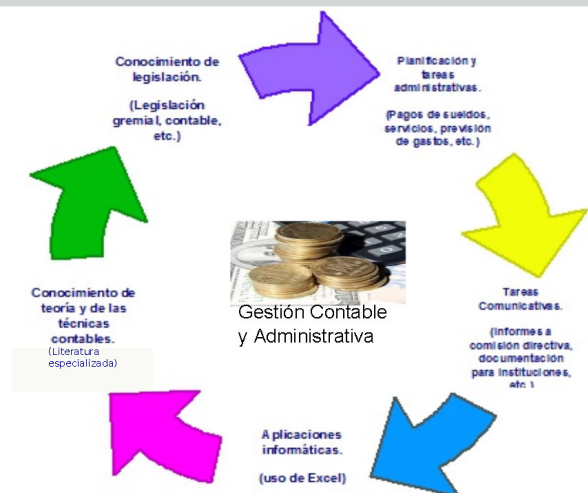 Conocimiento de
legislación.
(Legislación
gremial, contable,
etc.)
Planificación y
tareas
administrativas.
(Pagos de sueldos,
servicios, previsión
de gastos, etc.)
Tareas
Comunicativas.
(Informes a
comisión directiva,
documentación
para instituciones,
etc. )
Aplicaciones
informáticas.
(uso de Excel)
Conocimiento de
teoría y de las
técnicas
contables.
(Literatura
especializada)
Gestión Contable
y Administrativa